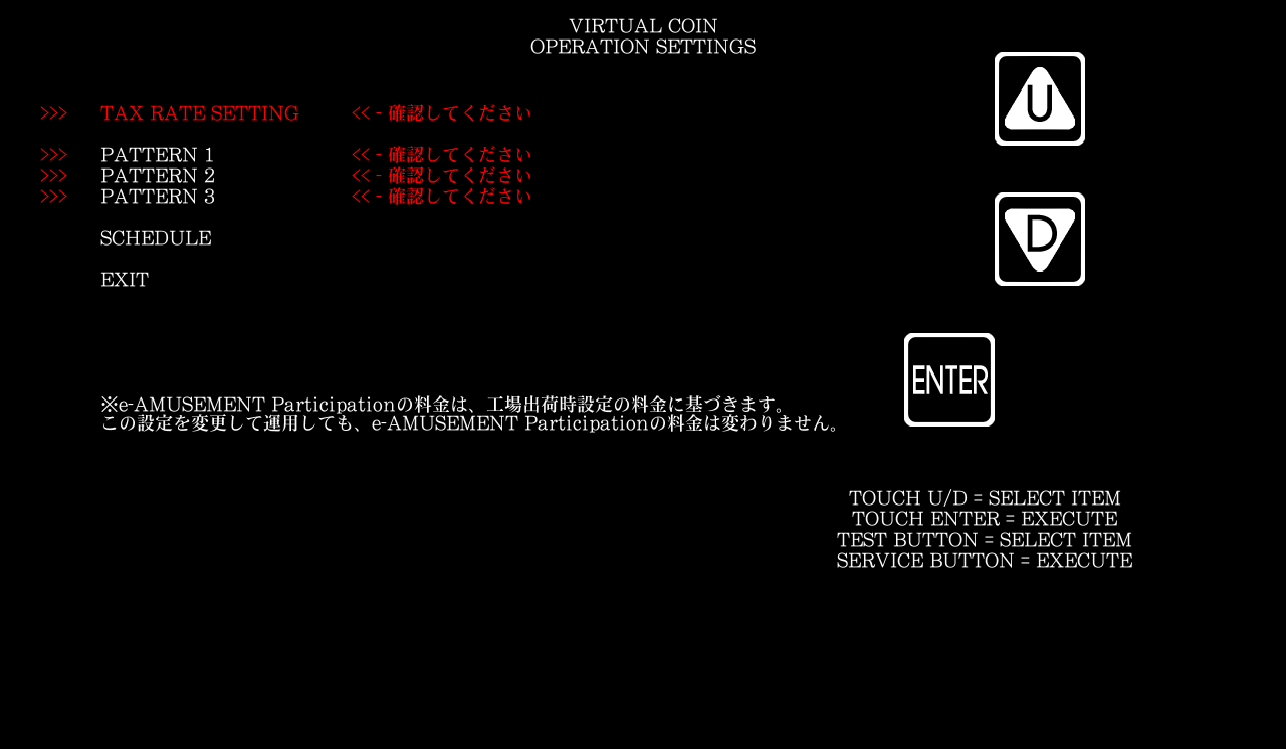 VIRTUAL COIN
OPERATION SETTINGS
>>> TAX RATE SETTING << - 確認してください
>>> PATTERN 1 << - 確認してください
>>> PATTERN 2 << - 確認してください
>>> PATTERN 3 << - 確認してください
SCHEDULE
EXIT
U
D
ENTER
※e-AMUSEMENT Participationの料金は、工場出荷時設定の料金に基づきます。
この設定を変更して運用しても、e-AMUSEMENT Participationの料金は変わりません。
TOUCH U/D = SELECT ITEM
TOUCH ENTER = EXECUTE
TEST BUTTON = SELECT ITEM
SERVICE BUTTON = EXECUTE